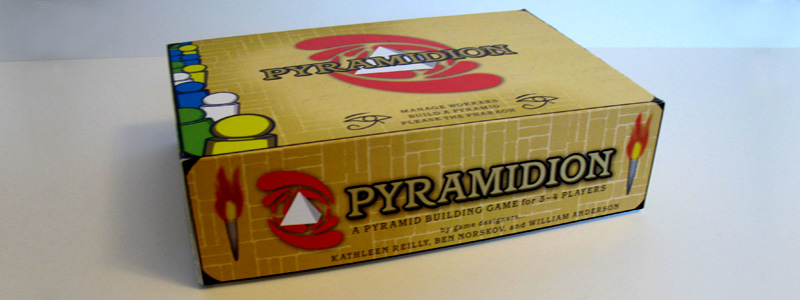 PYRAMIDION
MANAGE WORKERS
BUILD A PYRAMID
PLEASE THE PHARAOH
PYRAMIDION
A PYRAMID BUILDING GAME for 3-4 PLAYERS
by game designers...
KATHLEEN REILLY, BEN NORSKOV, and WILLIAM ANDERSON